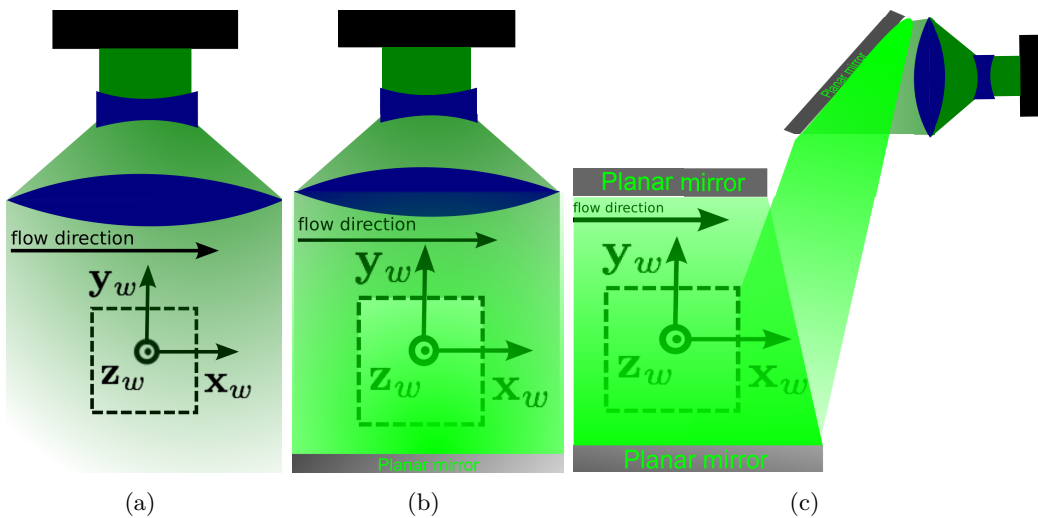 flow direction
y_w
z_w
x_w
(a)
flow direction
y_w
z_w
x_w
Planar mirror
(b)
Planar mirror
Planar mirror
flow direction
y_w
z_w
x_w
Planar mirror
(c)